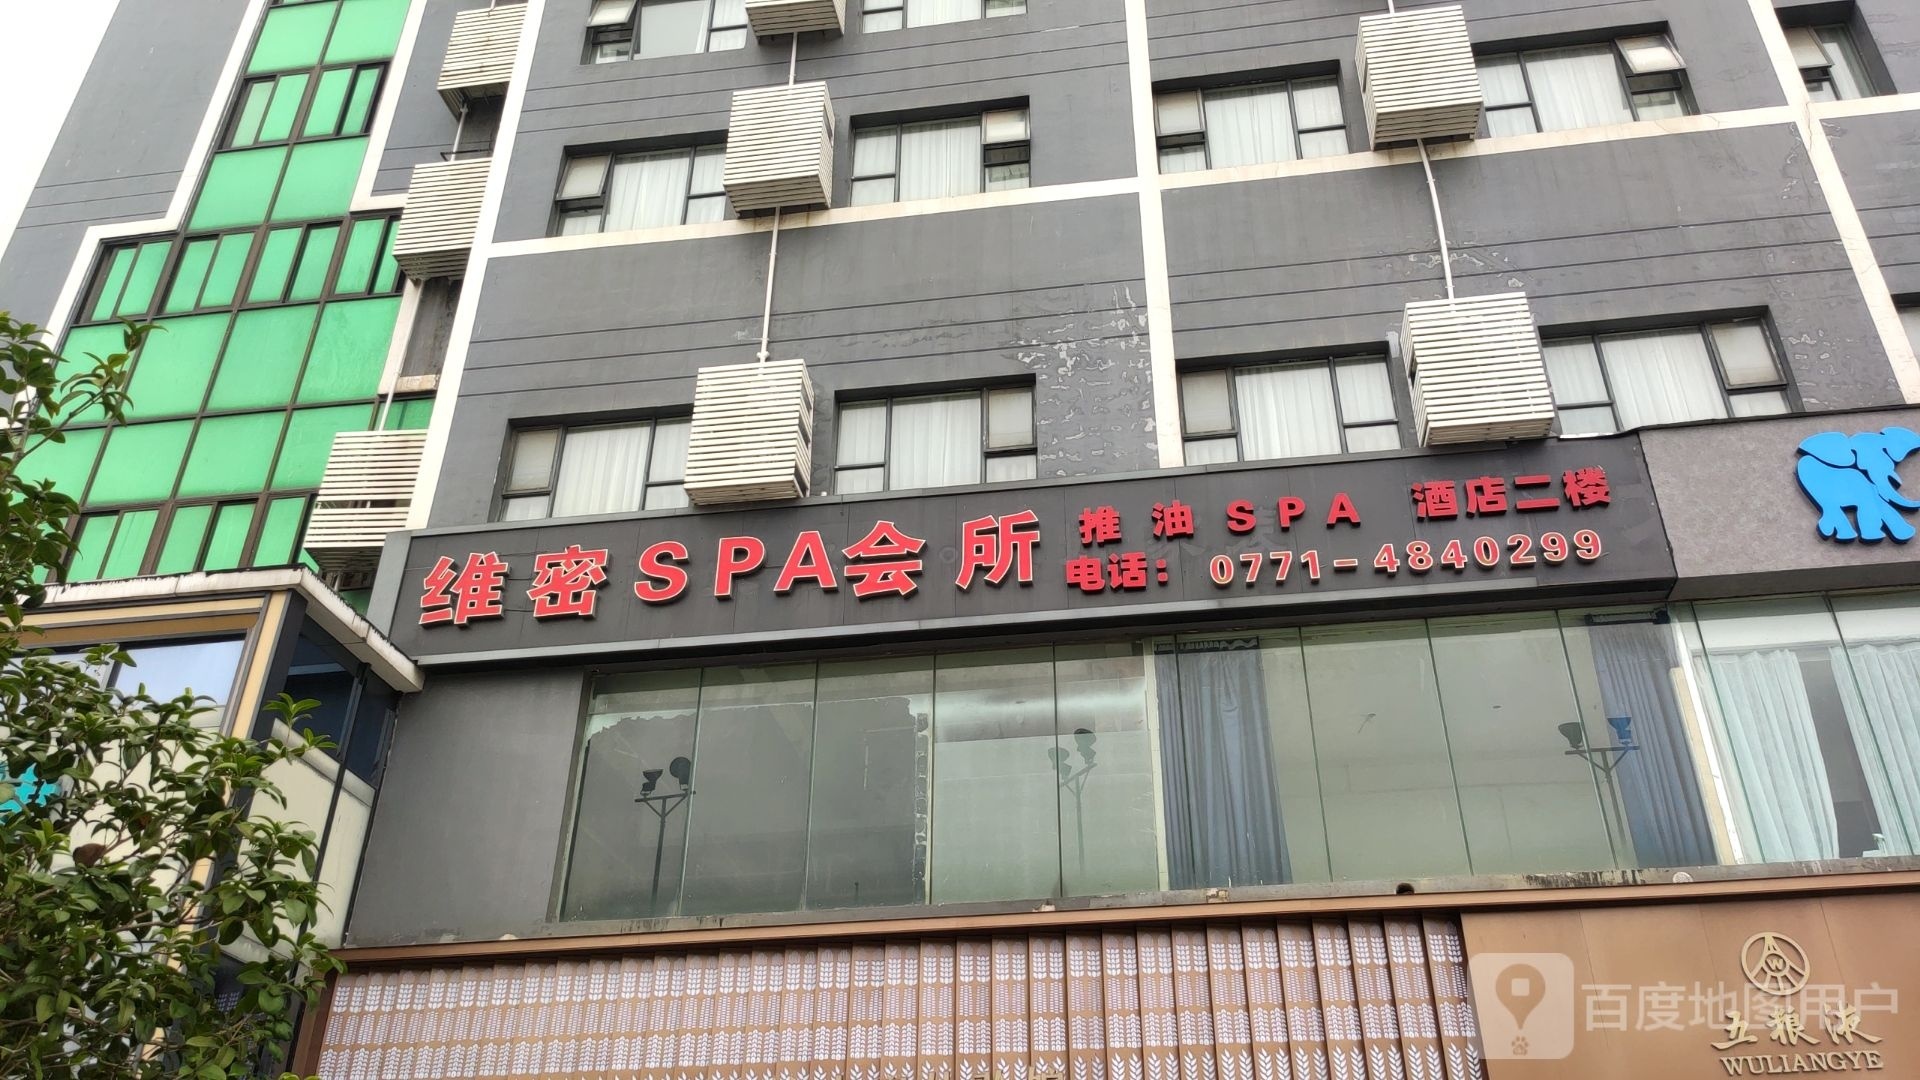 维密SPA会所
推油SPA 酒店二楼
电话：0771-4840299
五粮液
WULIANGYE
百度地图用户